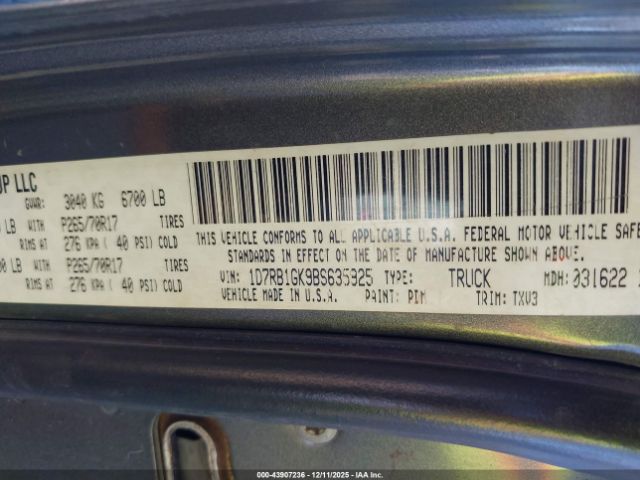 UP LLC
GVWR: 3040 KG 6700 LB
LB WITH P265/70R17 TIRES
RIMS AT 276 KPA ( 40 PSI) COLD
LB WITH P265/70R17 TIRES
RIMS AT 276 KPA ( 40 PSI) COLD
THIS VEHICLE CONFORMS TO ALL APPLICABLE U.S.A. FEDERAL MOTOR VEHICLE SAFE
STANDARDS IN EFFECT ON THE DATE OF MANUFACTURE SHOWN ABOVE.
VIN: 1D7RB1GK9BS635925 TYPE: TRUCK MDH: 031622
VEHICLE MADE IN U.S.A. PAINT: PIM TRIM: TXV3
000-43907236 - 12/11/2025 - IAA, Inc.